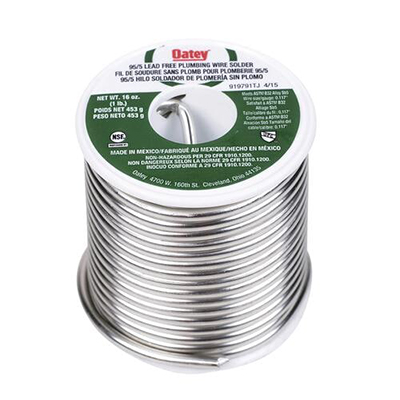 Oatey
95/5 LEAD FREE PLUMBING WIRE SOLDER
FIL DE SOUDURE SANS PLOMB POUR PLOMBERIE 95/5
95/5 HILO SOLDADOR DE PLOMERÍA SIN PLOMO
919791TJ 4/15
NET WT. 16 oz.
(1 lb.)
POIDS NET 453 g
PESO NETO 453 g
Meets ASTM B32 Alloy Sb5
Wire size/gauge: 0.117"
Satisfait à ASTM B32
Alliage Sb5
Calibre du fil : 0.117"
Conforme a ASTM B32
Aleación Sb5 Tamaño del
cable/calibre: 0.117"
NSF
MADE IN MEXICO/FABRIQUÉ AU MEXIQUE/HECHO EN MÉXICO
NON-HAZARDOUS PER 29 CFR 1910.1200.
NON DANGEREUX SELON LA NORME 29 CFR 1910.1200.
INOCUO CONFORME A 29 CFR 1910.1200.
Oatey 4700 W. 160th St. Cleveland, Ohio 44135